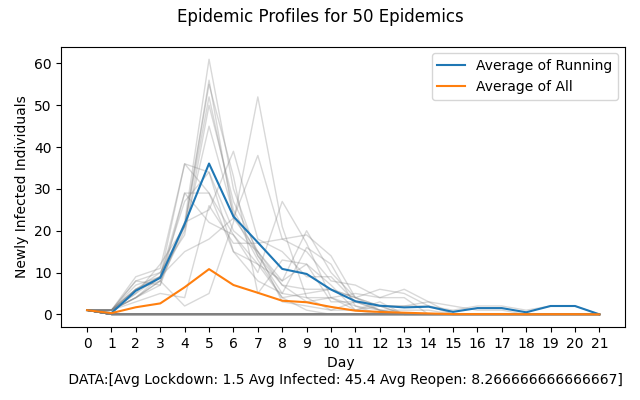 Epidemic Profiles for 50 Epidemics
Average of Running
Average of All
Newly Infected Individuals
60
50
40
30
20
10
0
0 1 2 3 4 5 6 7 8 9 10 11 12 13 14 15 16 17 18 19 20 21
Day
DATA:[Avg Lockdown: 1.5 Avg Infected: 45.4 Avg Reopen: 8.266666666666667]